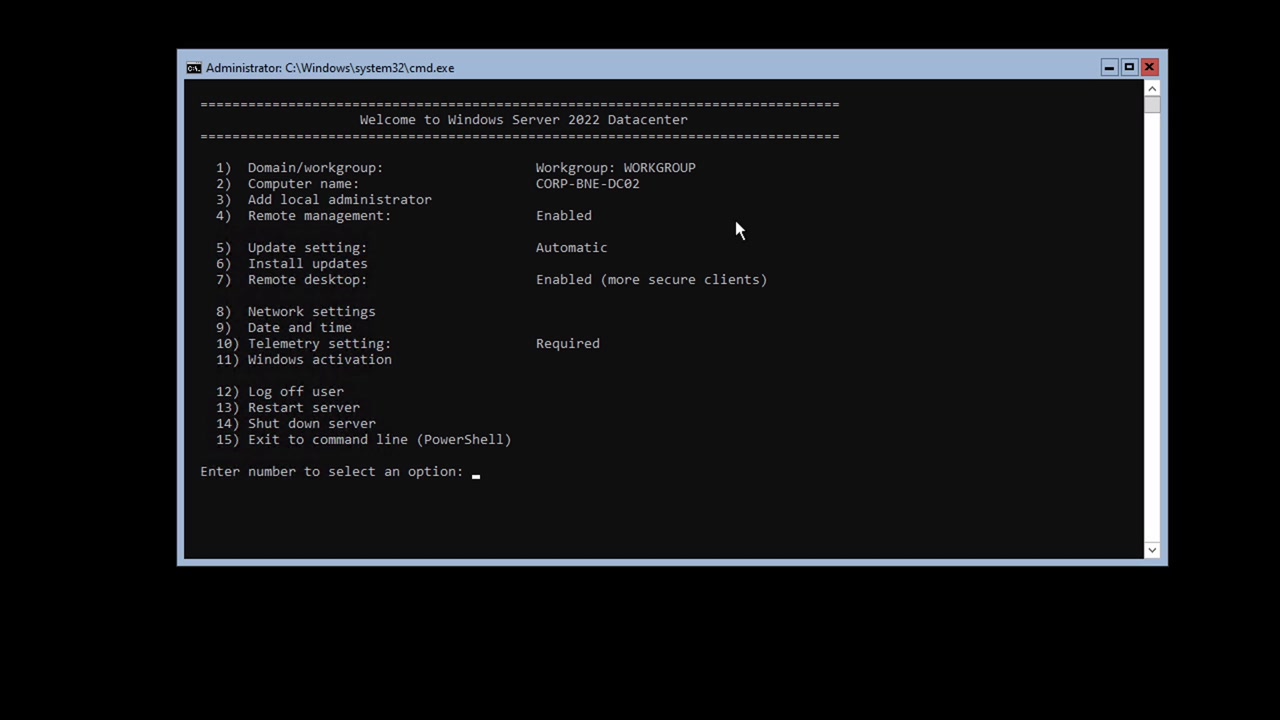 Administrator: C:\Windows\system32\cmd.exe
================================================================================
Welcome to Windows Server 2022 Datacenter
================================================================================
1) Domain/workgroup: Workgroup: WORKGROUP
2) Computer name: CORP-BNE-DC02
3) Add local administrator
4) Remote management: Enabled
5) Update setting: Automatic
6) Install updates
7) Remote desktop: Enabled (more secure clients)
8) Network settings
9) Date and time
10) Telemetry setting: Required
11) Windows activation
12) Log off user
13) Restart server
14) Shut down server
15) Exit to command line (PowerShell)
Enter number to select an option: _